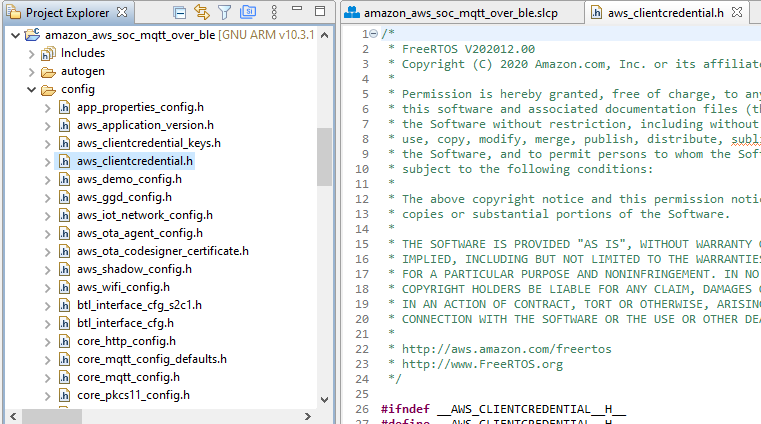 Project Explorer
amazon_aws_soc_mqtt_over_ble [GNU ARM v10.3.1
Includes
autogen
config
app_properties_config.h
aws_application_version.h
aws_clientcredential_keys.h
aws_clientcredential.h
aws_demo_config.h
aws_ggd_config.h
aws_iot_network_config.h
aws_ota_agent_config.h
aws_ota_codesigner_certificate.h
aws_shadow_config.h
aws_wifi_config.h
btl_interface_cfg_s2c1.h
btl_interface_cfg.h
core_http_config.h
core_mqtt_config_defaults.h
core_mqtt_config.h
core_pkcs11_config.h
amazon_aws_soc_mqtt_over_ble.slcp
aws_clientcredential.h
1 /*
2 * FreeRTOS V202012.00
3 * Copyright (C) 2020 Amazon.com, Inc. or its affiliate
4 *
5 * Permission is hereby granted, free of charge, to any
6 * this software and associated documentation files (th
7 * the Software without restriction, including without
8 * use, copy, modify, merge, publish, distribute, subli
9 * the Software, and to permit persons to whom the Soft
10 * subject to the following conditions:
11 *
12 * The above copyright notice and this permission notic
13 * copies or substantial portions of the Software.
14 *
15 * THE SOFTWARE IS PROVIDED "AS IS", WITHOUT WARRANTY O
16 * IMPLIED, INCLUDING BUT NOT LIMITED TO THE WARRANTIES
17 * FOR A PARTICULAR PURPOSE AND NONINFRINGEMENT. IN NO
18 * COPYRIGHT HOLDERS BE LIABLE FOR ANY CLAIM, DAMAGES O
19 * IN AN ACTION OF CONTRACT, TORT OR OTHERWISE, ARISING
20 * CONNECTION WITH THE SOFTWARE OR THE USE OR OTHER DEA
21 *
22 * http://aws.amazon.com/freertos
23 * http://www.FreeRTOS.org
24 */
25
26 #ifndef __AWS_CLIENTCREDENTIAL__H__
27 #define __AWS_CLIENTCREDENTIAL__H__